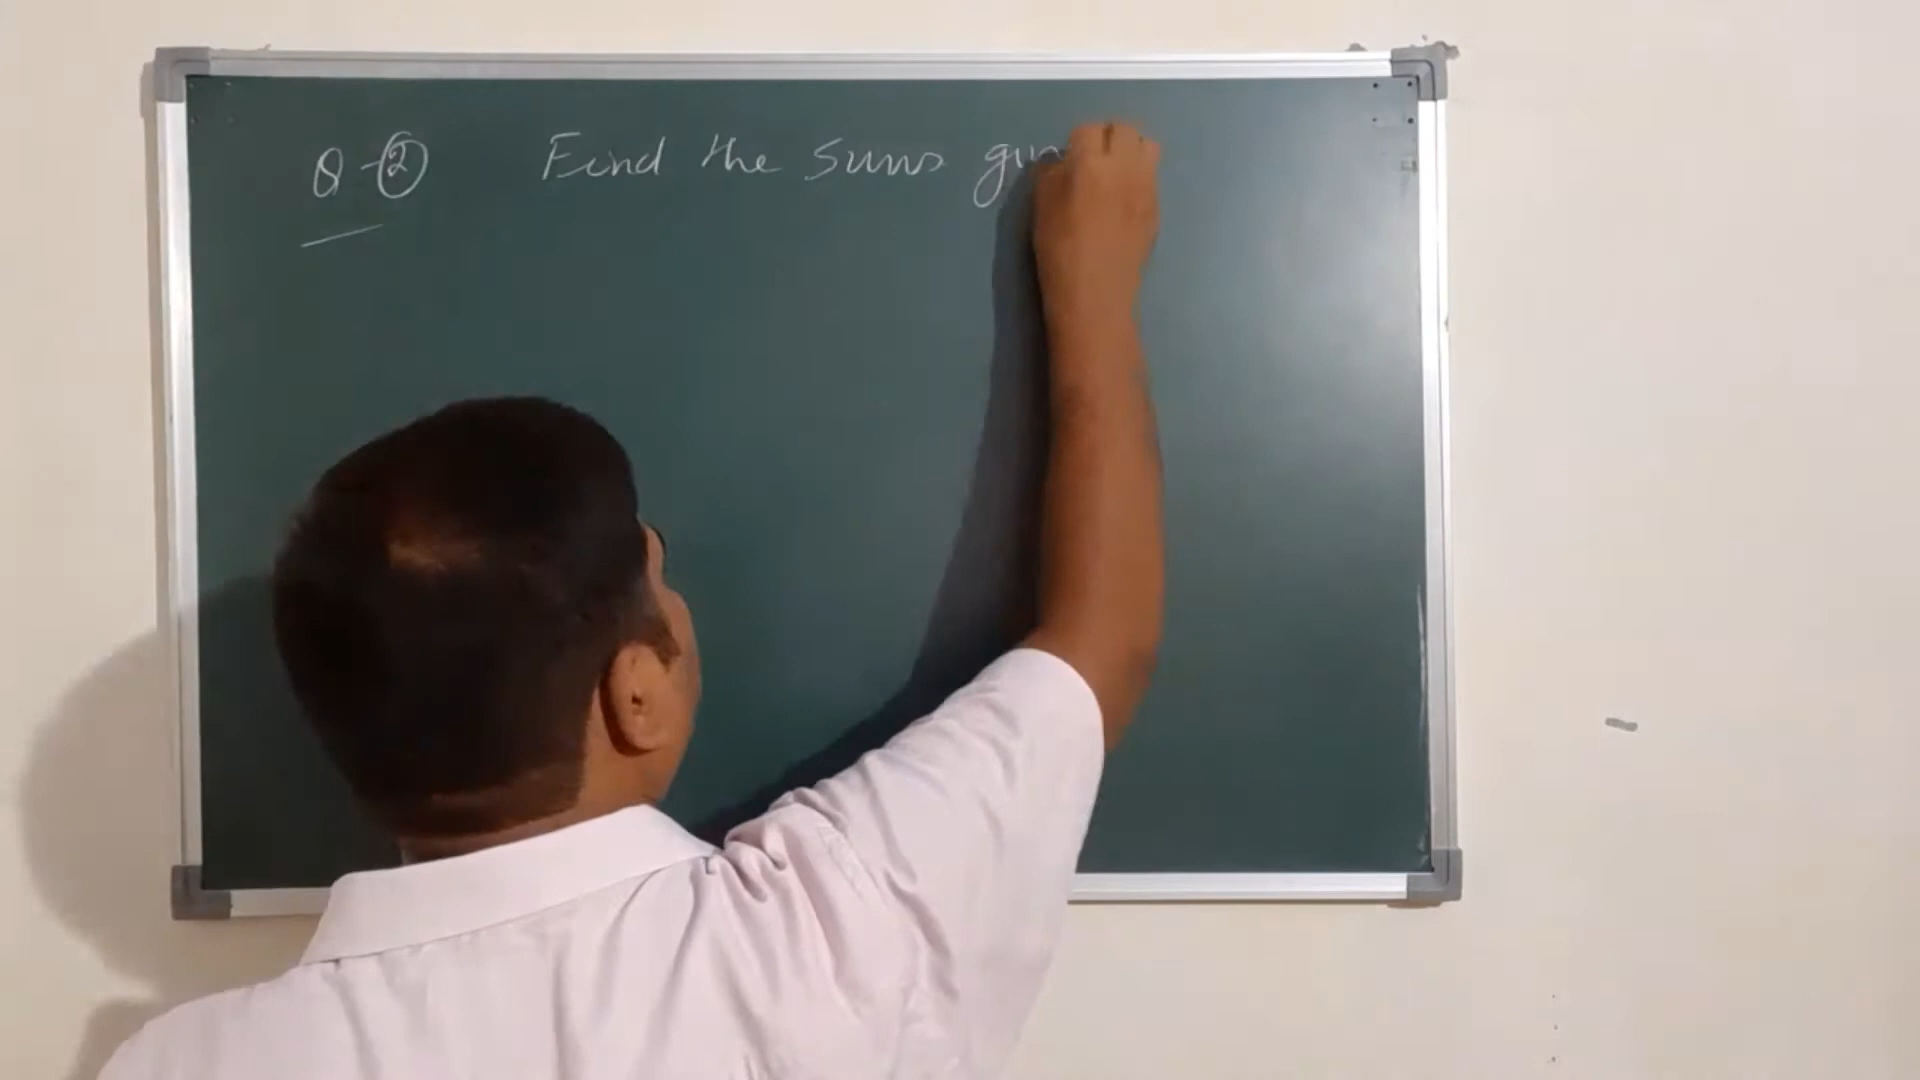 Q-② Find the sums